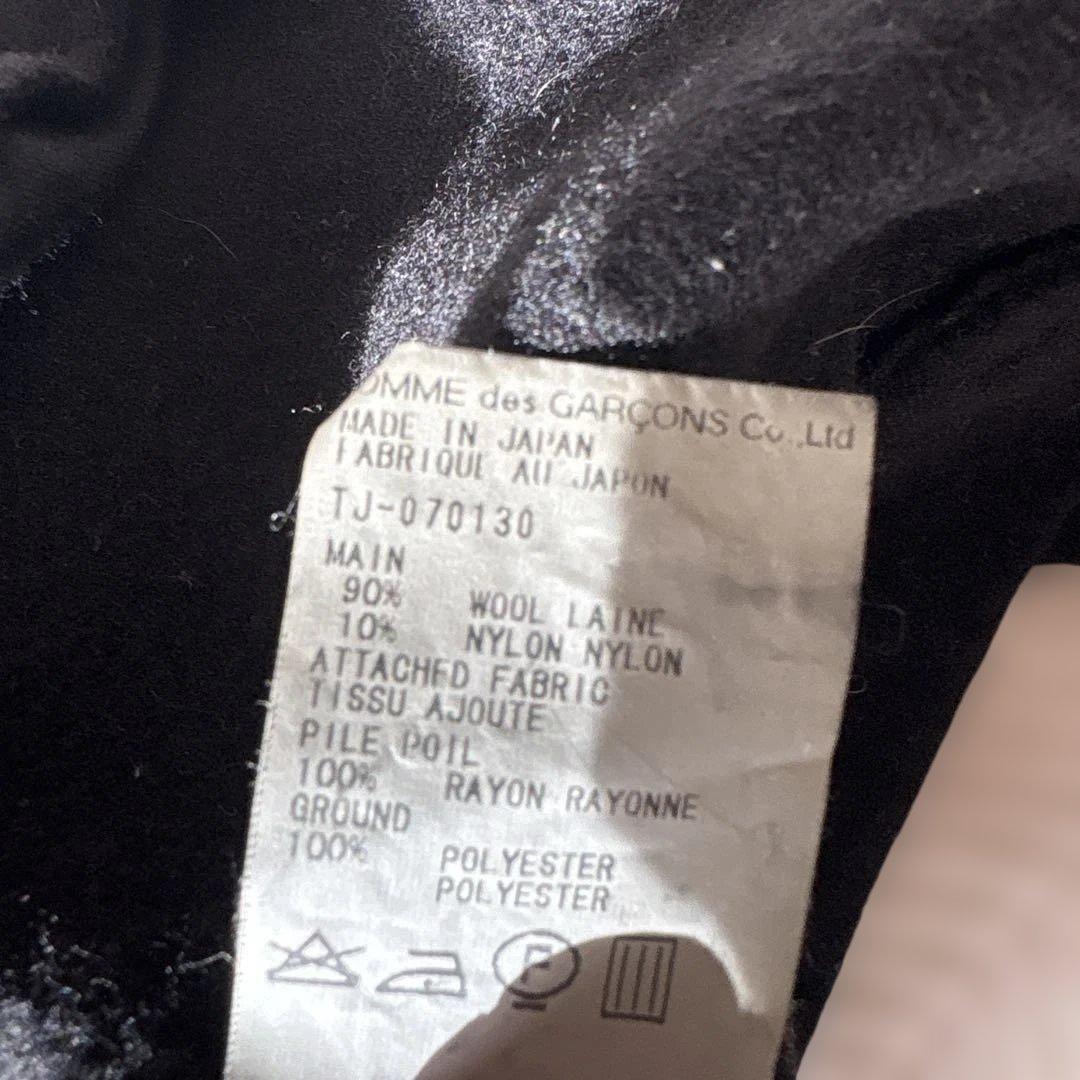 OMME des GARÇONS Co.,Ltd
MADE IN JAPAN
FABRIQUE AU JAPON
TJ-070130
MAIN
90% WOOL LAINE
10% NYLON NYLON
ATTACHED FABRIC
TISSU AJOUTE
PILE POIL
100% RAYON RAYONNE
GROUND
100% POLYESTER
POLYESTER
F